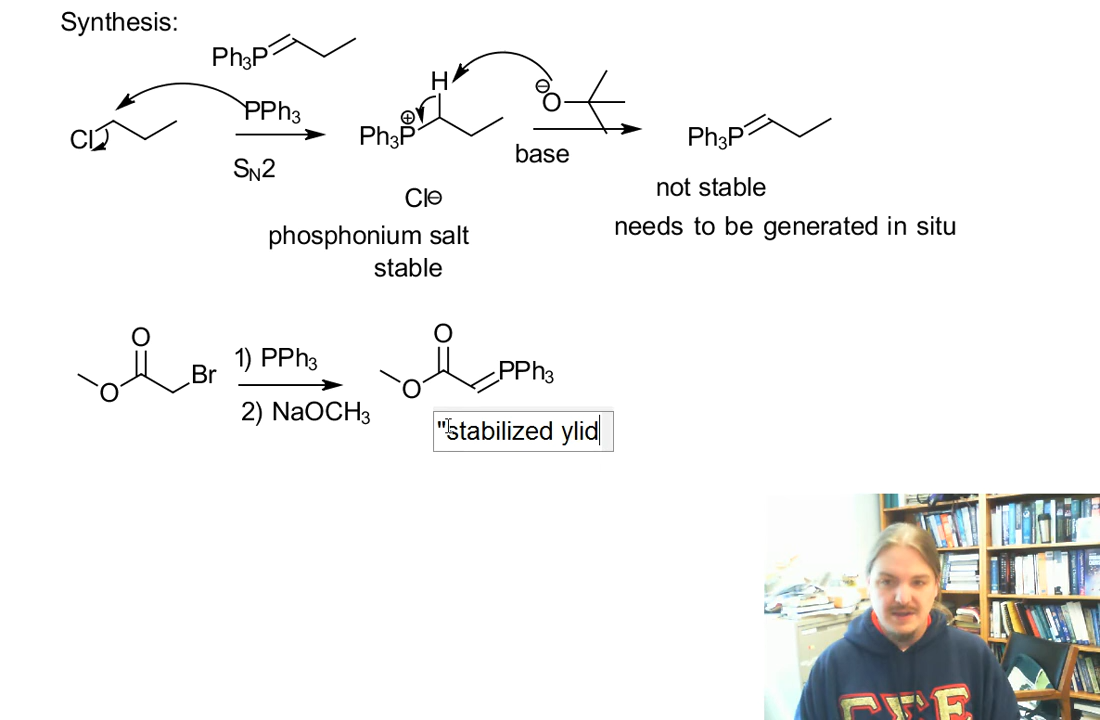 Synthesis:
Ph₃P
PPh₃
Cl
SN2
H
⊕
Ph₃P
Cl⊖
phosphonium salt
stable
⊖
O
base
Ph₃P
not stable
needs to be generated in situ
O
O
Br
1) PPh₃
2) NaOCH₃
O
O
PPh₃
"stabilized ylid